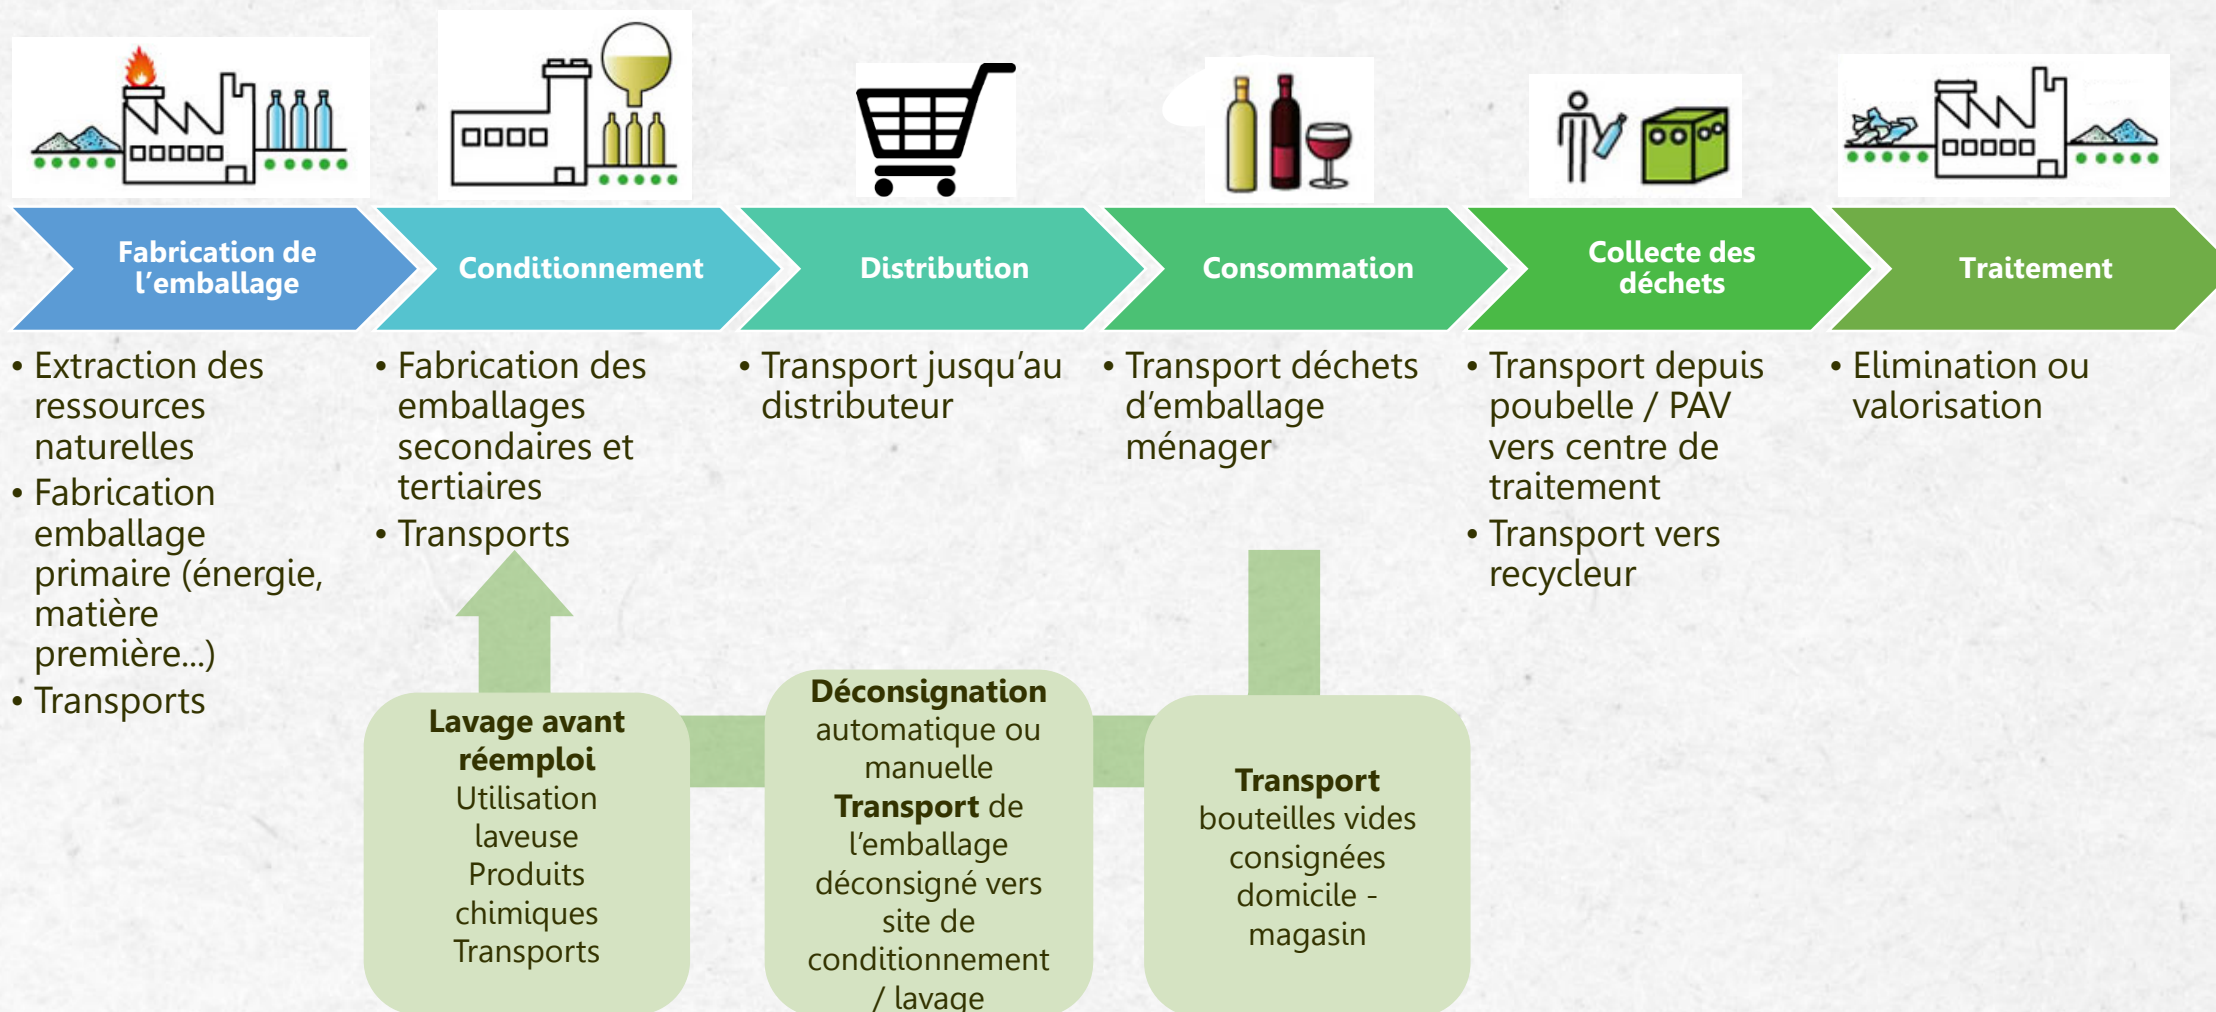 Fabrication de
l’emballage
Conditionnement
Distribution
Consommation
Collecte des
déchets
Traitement
• Extraction des
ressources
naturelles
• Fabrication
emballage
primaire (énergie,
matière
première...)
• Transports
• Fabrication des
emballages
secondaires et
tertiaires
• Transports
• Transport jusqu’au
distributeur
• Transport déchets
d’emballage
ménager
• Transport depuis
poubelle / PAV
vers centre de
traitement
• Transport vers
recycleur
• Elimination ou
valorisation
Lavage avant
réemploi
Utilisation
laveuse
Produits
chimiques
Transports
Déconsignation
automatique ou
manuelle
Transport de
l’emballage
déconsigné vers
site de
conditionnement
/ lavage
Transport
bouteilles vides
consignées
domicile -
magasin